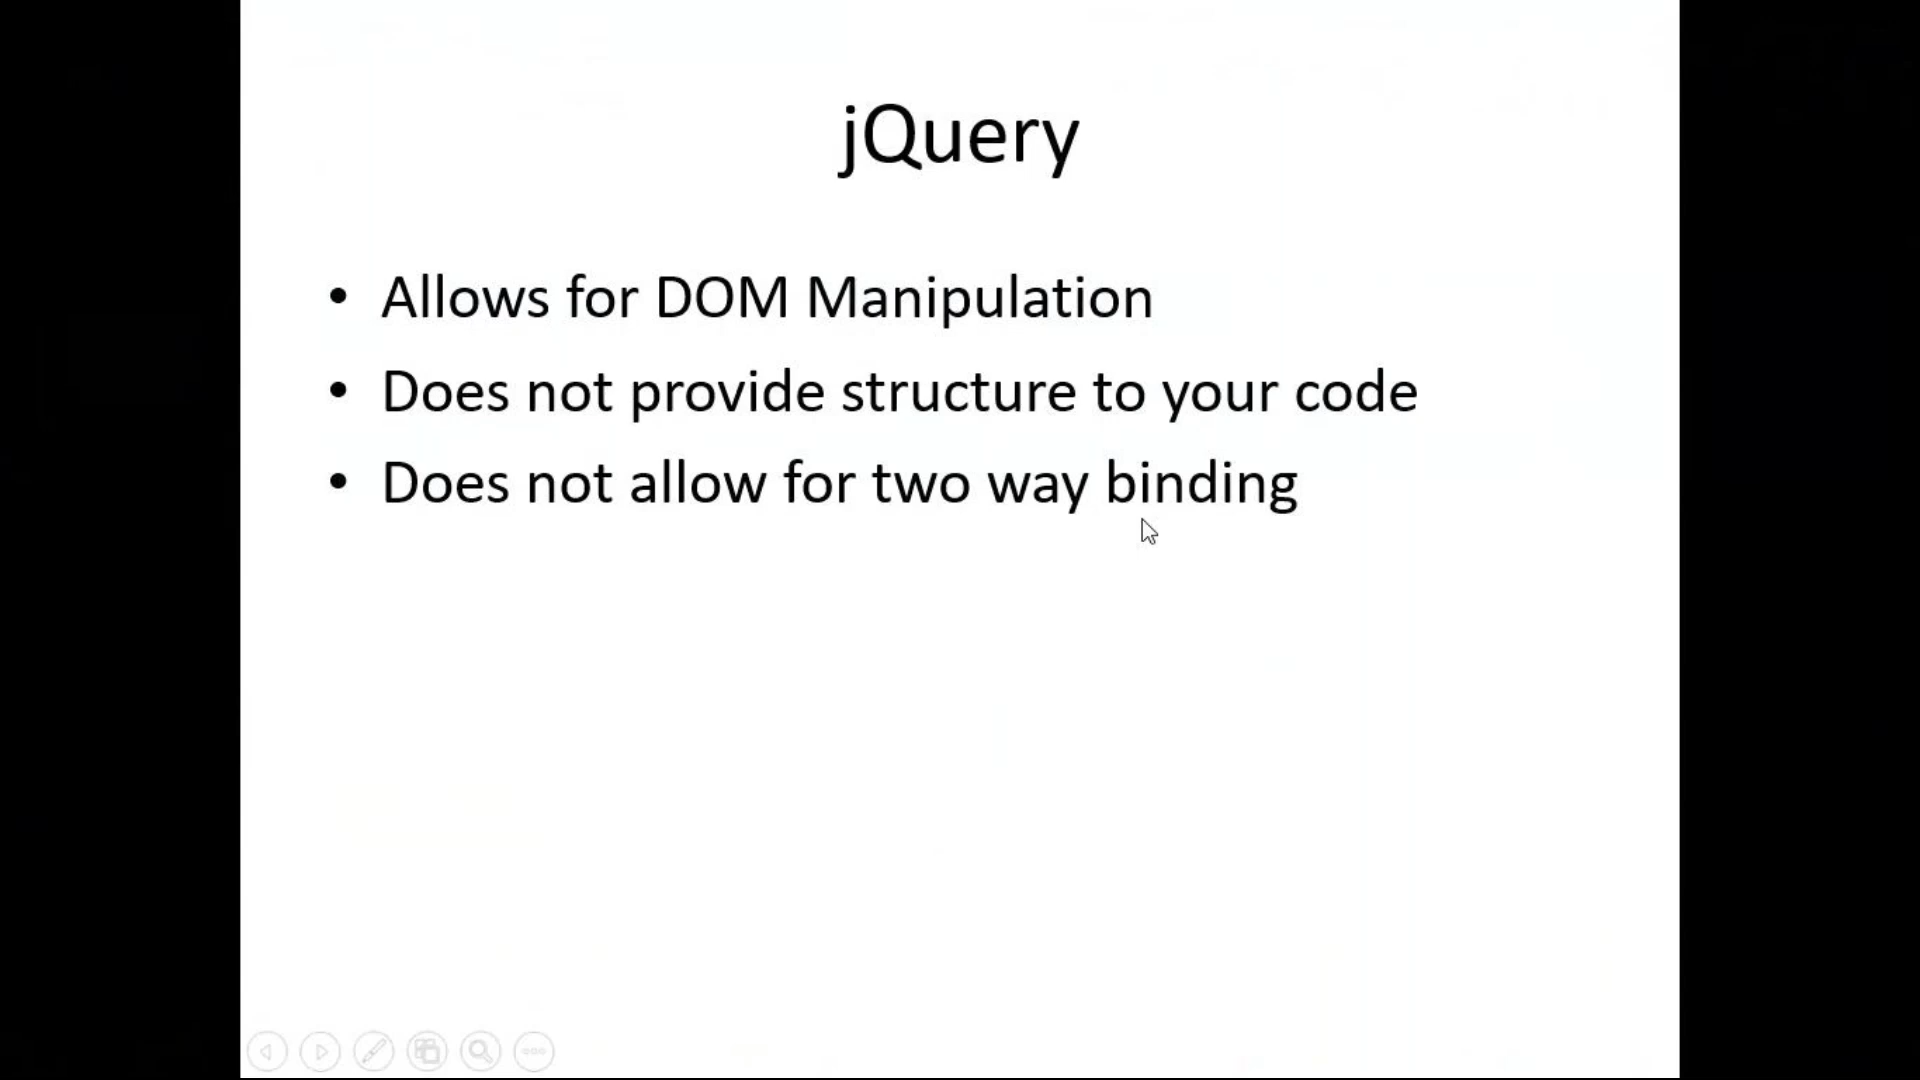 jQuery
• Allows for DOM Manipulation
• Does not provide structure to your code
• Does not allow for two way binding